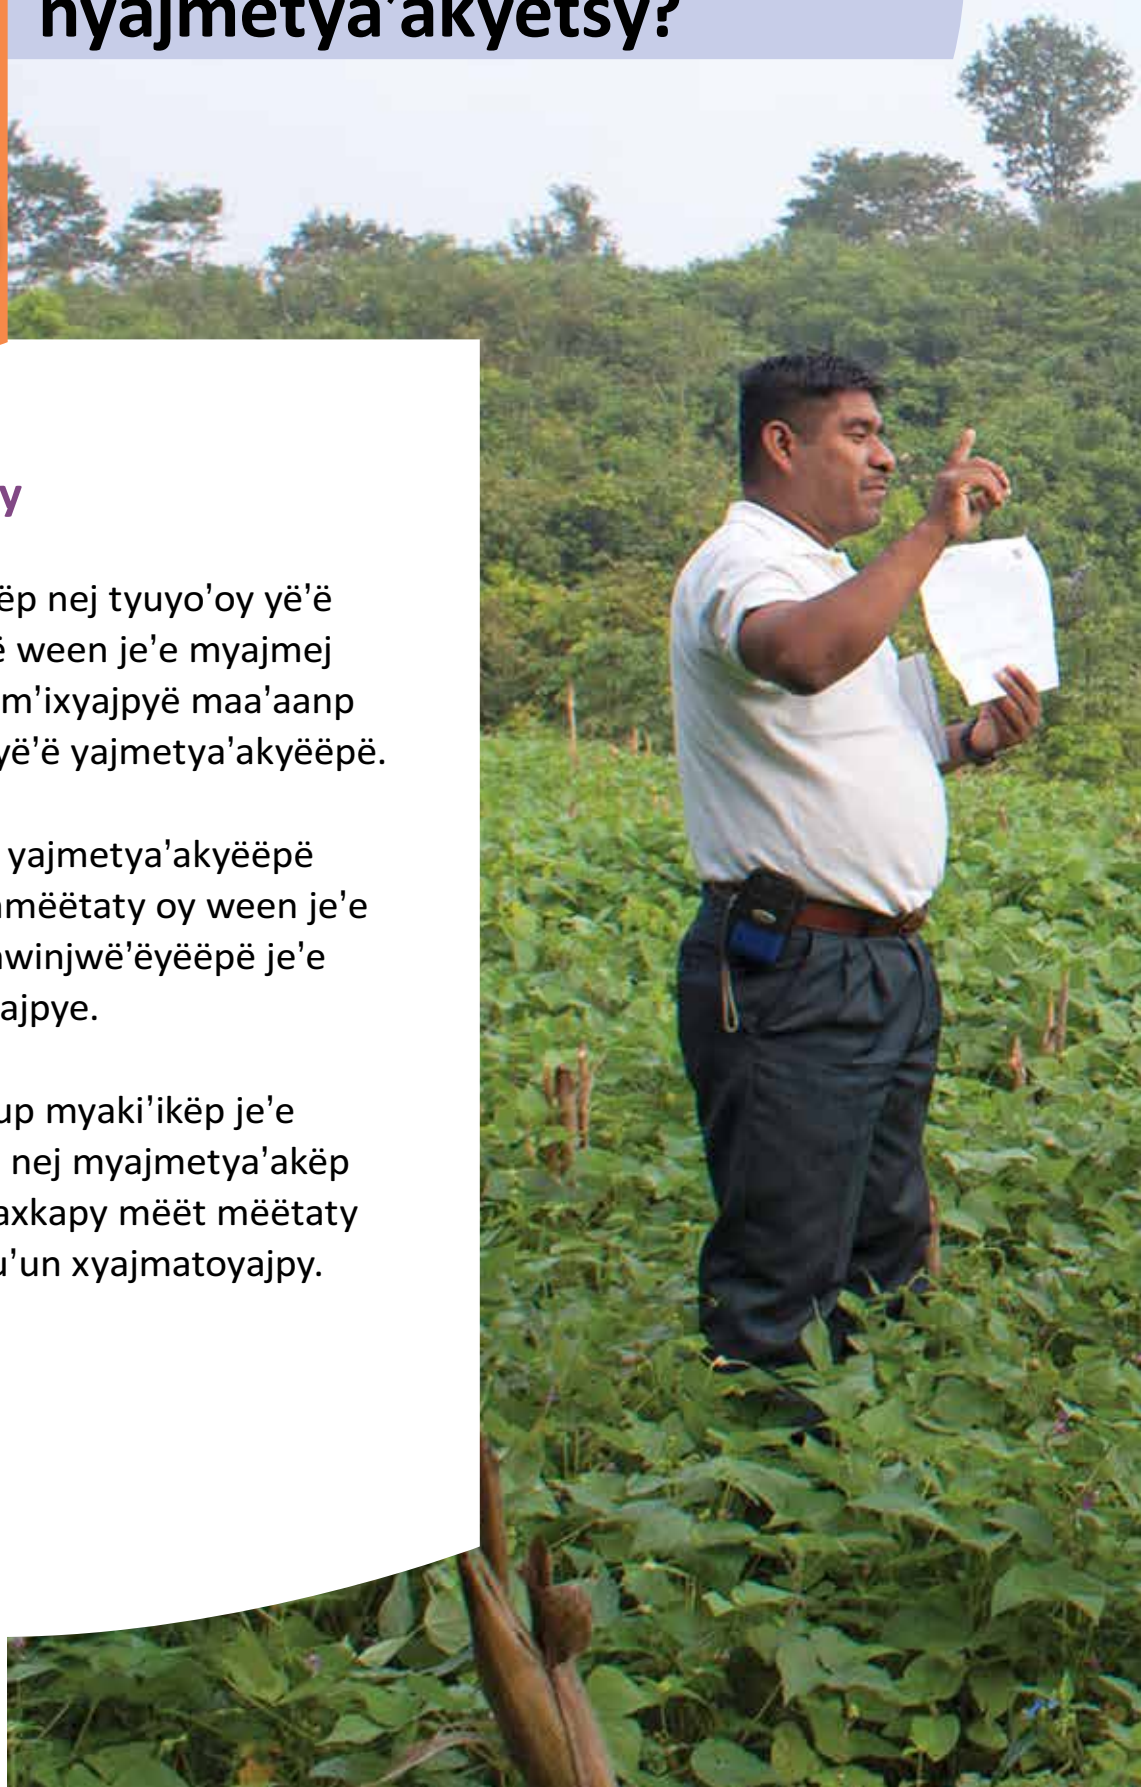 nyajmetya'akyëtsy?
y
ëp nej tyuyo'oy yë'ë
ë ween je'e myajmej
m'ixyajpyë maa'aanp
yë'ë yajmetya'akyëëpë.
yajmetya'akyëëpë
mëëtaty oy ween je'e
winjwë'ëyëëpë je'e
ajpye.
up myaki'ikëp je'e
nej myajmetya'akëp
axkapy mëët mëëtaty
u'un xyajmatoyajpy.